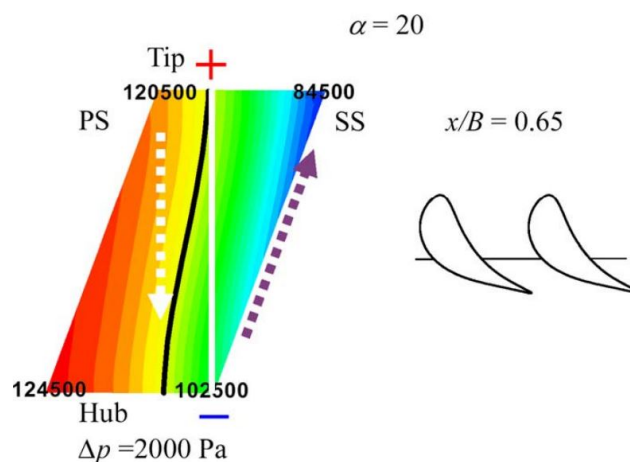 α = 20
Tip
+
120500 84500
PS SS
x/B = 0.65
124500 102500
Hub
−
Δp =2000 Pa